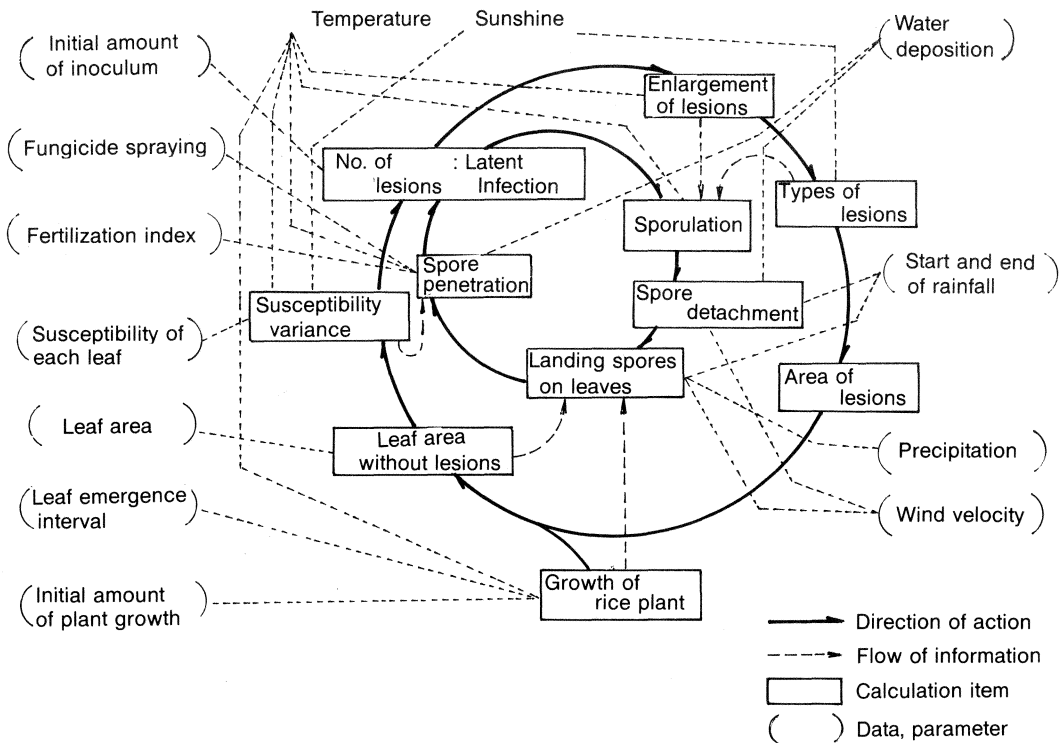 Temperature
Sunshine
Water
deposition
Initial amount
of inoculum
Enlargement
of lesions
Fungicide spraying
No. of : Latent
lesions Infection
Types of
lesions
Sporulation
Fertilization index
Spore
penetration
Start and end
of rainfall
Susceptibility
variance
Spore
detachment
Susceptibility of
each leaf
Landing spores
on leaves
Area of
lesions
Leaf area
Leaf area
without lesions
Precipitation
Leaf emergence
interval
Wind velocity
Initial amount
of plant growth
Growth of
rice plant
Direction of action
Flow of information
Calculation item
Data, parameter